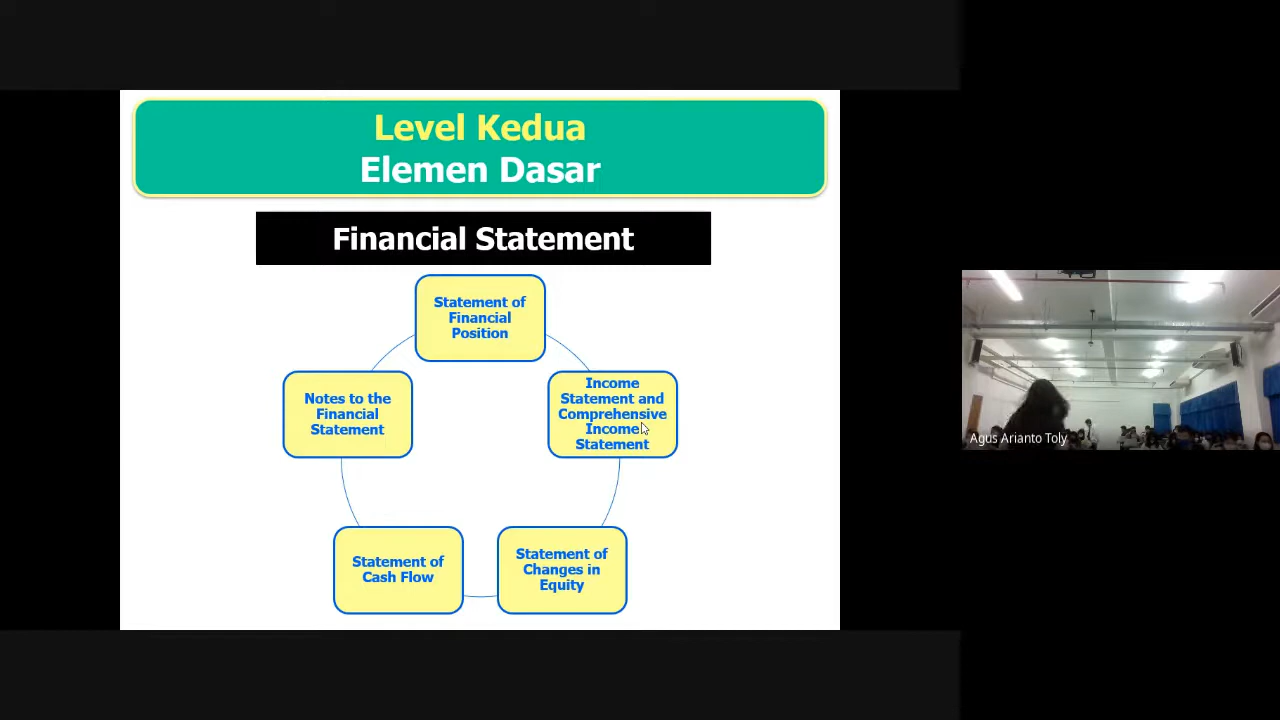 Level Kedua
Elemen Dasar
Financial Statement
Statement of
Financial
Position
Income
Statement and
Comprehensive
Income
Statement
Notes to the
Financial
Statement
Statement of
Cash Flow
Statement of
Changes in
Equity
Agus Arianto Toly